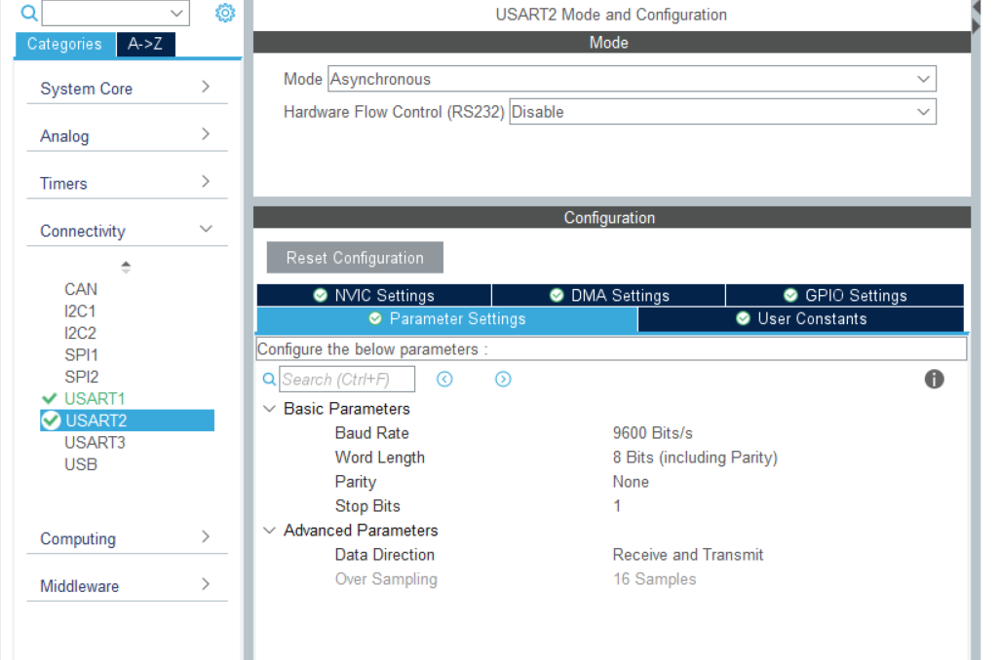 USART2 Mode and Configuration
Categories A->Z
Mode
System Core
Mode Asynchronous
Hardware Flow Control (RS232) Disable
Analog
Timers
Connectivity
Configuration
Reset Configuration
CAN
NVIC Settings DMA Settings GPIO Settings
I2C1
Parameter Settings User Constants
I2C2
Configure the below parameters :
SPI1
SPI2
Search (Ctrl+F)
USART1
Basic Parameters
USART2
Baud Rate 9600 Bits/s
USART3
Word Length 8 Bits (including Parity)
USB
Parity None
Stop Bits 1
Advanced Parameters
Computing
Data Direction Receive and Transmit
Over Sampling 16 Samples
Middleware